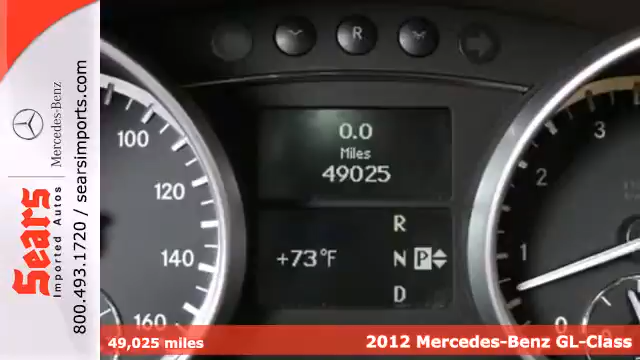 Mercedes-Benz
Sears
Imported Autos
800.493.1720 / searsimports.com
R
100
120
140
160
0.0
Miles
49025
+73°F
R
N P
D
3
2
1
0
49,025 miles
2012 Mercedes-Benz GL-Class